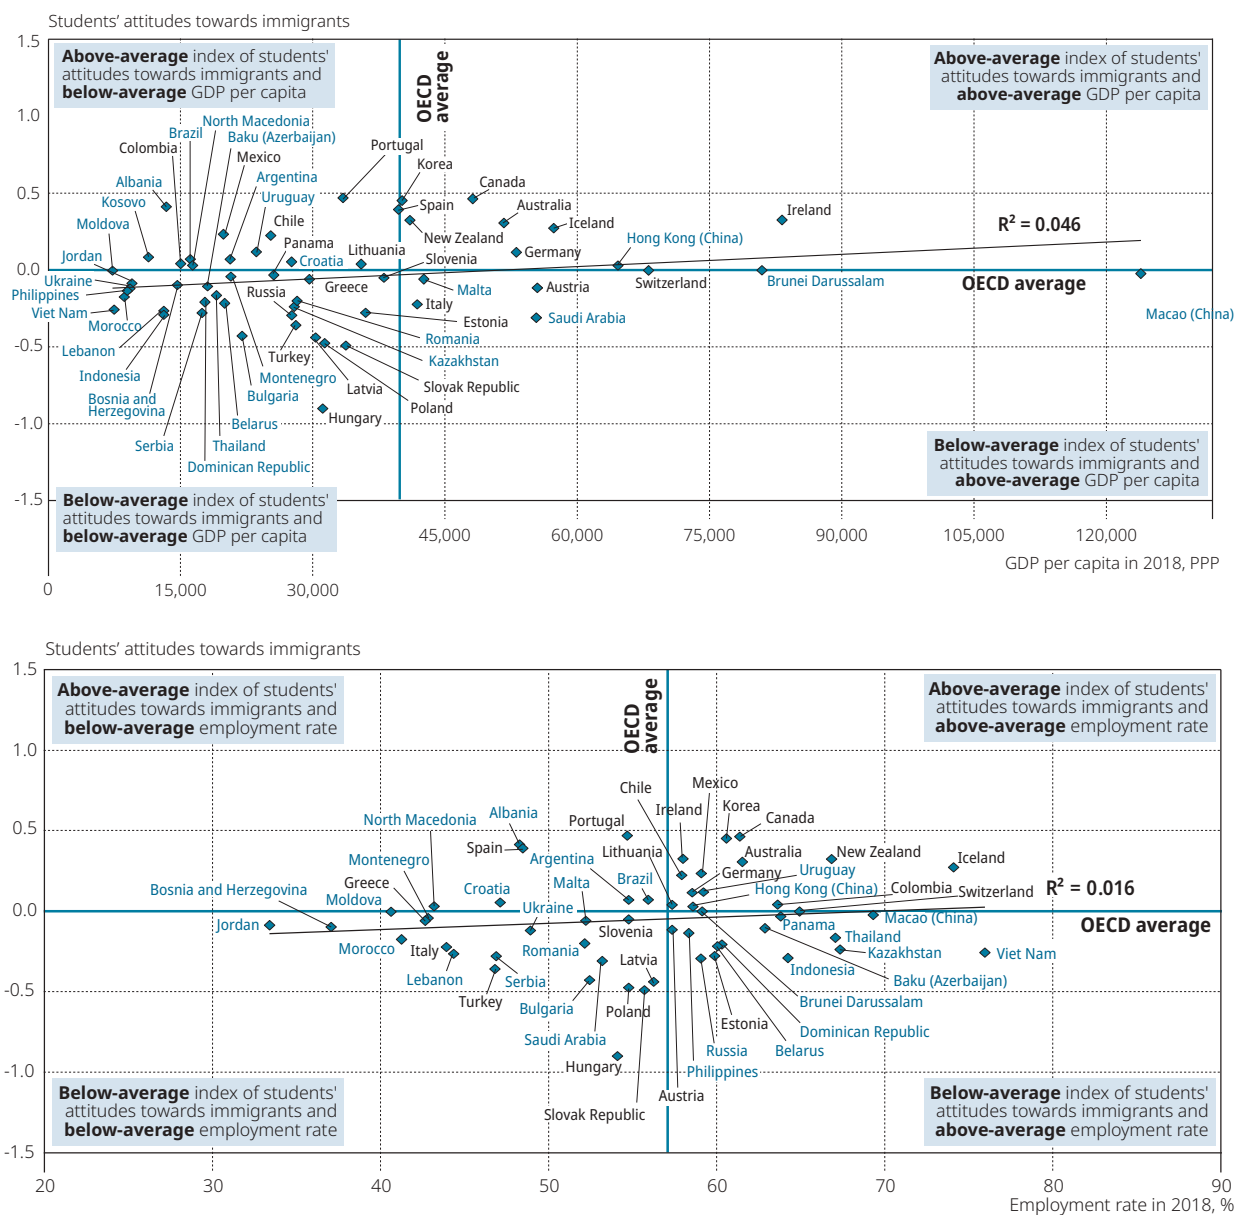 Students’ attitudes towards immigrants
1.5
1.0
0.5
0.0
-0.5
-1.0
-1.5
Above-average index of students'
attitudes towards immigrants and
below-average GDP per capita
OECD
average
Above-average index of students'
attitudes towards immigrants and
above-average GDP per capita
North Macedonia
Brazil
Baku (Azerbaijan)
Colombia
Mexico
Portugal
Korea
Argentina
Albania
Canada
Kosovo
Uruguay
Spain
Australia
Ireland
Moldova
Chile
Iceland
R² = 0.046
New Zealand
Hong Kong (China)
Panama
Lithuania
Germany
Jordan
Croatia
Slovenia
Ukraine
Greece
Malta
Switzerland
Brunei Darussalam
OECD average
Philippines
Russia
Austria
Italy
Viet Nam
Estonia
Saudi Arabia
Macao (China)
Morocco
Romania
Lebanon
Turkey
Kazakhstan
Indonesia
Montenegro
Latvia
Slovak Republic
Bosnia and
Herzegovina
Bulgaria
Poland
Hungary
Belarus
Serbia
Thailand
Dominican Republic
Below-average index of students'
attitudes towards immigrants and
above-average GDP per capita
Below-average index of students'
attitudes towards immigrants and
below-average GDP per capita
45,000
60,000
75,000
90,000
105,000
120,000
GDP per capita in 2018, PPP
0
15,000
30,000
Students’ attitudes towards immigrants
1.5
1.0
0.5
0.0
-0.5
-1.0
-1.5
Above-average index of students'
attitudes towards immigrants and
below-average employment rate
OECD
average
Above-average index of students'
attitudes towards immigrants and
above-average employment rate
Chile
Mexico
Albania
Ireland
Korea
North Macedonia
Portugal
Canada
Spain
Lithuania
Australia
New Zealand
Montenegro
Argentina
Iceland
Greece
Malta
Brazil
Germany
Uruguay
Bosnia and Herzegovina
Croatia
Hong Kong (China)
Colombia
Switzerland
R² = 0.016
Moldova
Ukraine
Jordan
Slovenia
Panama
Macao (China)
OECD average
Morocco
Italy
Romania
Thailand
Latvia
Kazakhstan
Viet Nam
Lebanon
Serbia
Indonesia
Baku (Azerbaijan)
Turkey
Bulgaria
Poland
Brunei Darussalam
Estonia
Saudi Arabia
Dominican Republic
Hungary
Russia
Belarus
Philippines
Austria
Slovak Republic
Below-average index of students'
attitudes towards immigrants and
below-average employment rate
Below-average index of students'
attitudes towards immigrants and
above-average employment rate
20
30
40
50
60
70
80
90
Employment rate in 2018, %